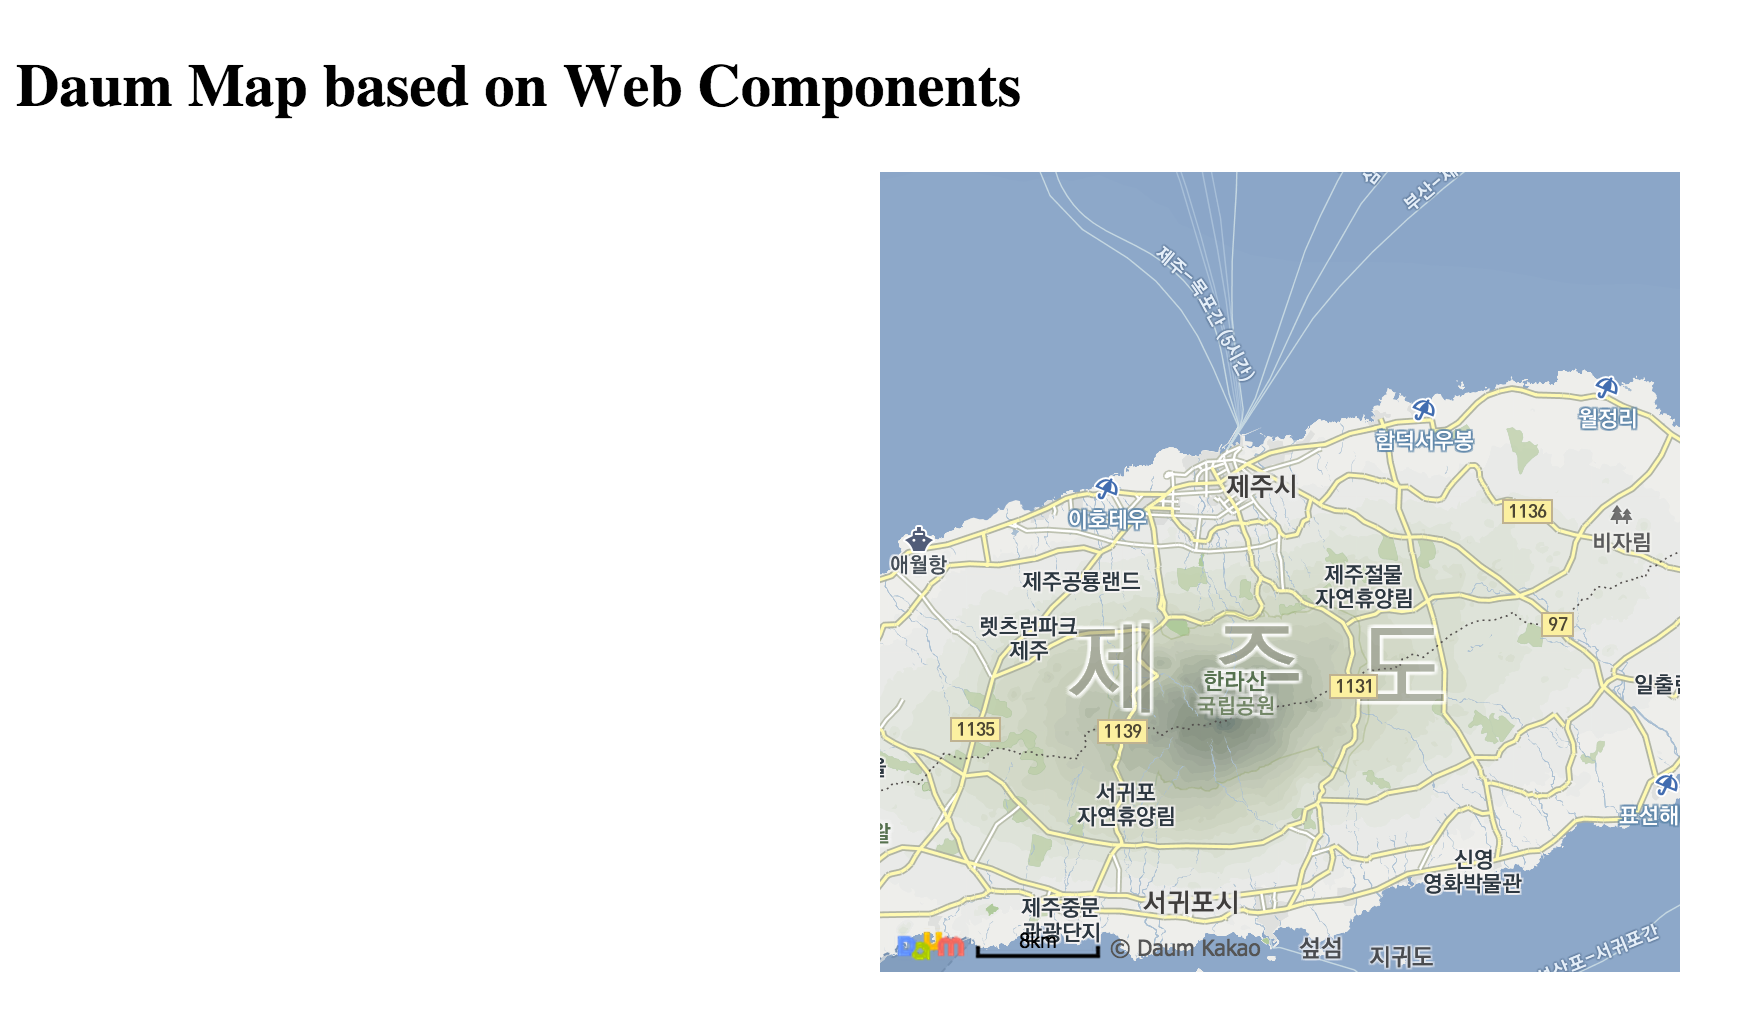 Daum Map based on Web Components
부산-제
제주-목포간 (5시간)
월정리
함덕서우봉
제주시
이호테우
1136
비자림
애월항
제주공룡랜드
제주절물
자연휴양림
97
렛츠런파크
제주
제 주 도
한라산
국립공원
1131
일출
1135
1139
서귀포
자연휴양림
표선해
신영
영화박물관
서귀포시
제주중문
관광단지
Daum
8km
© Daum Kakao
섶섬
지귀도
산포-서귀포간